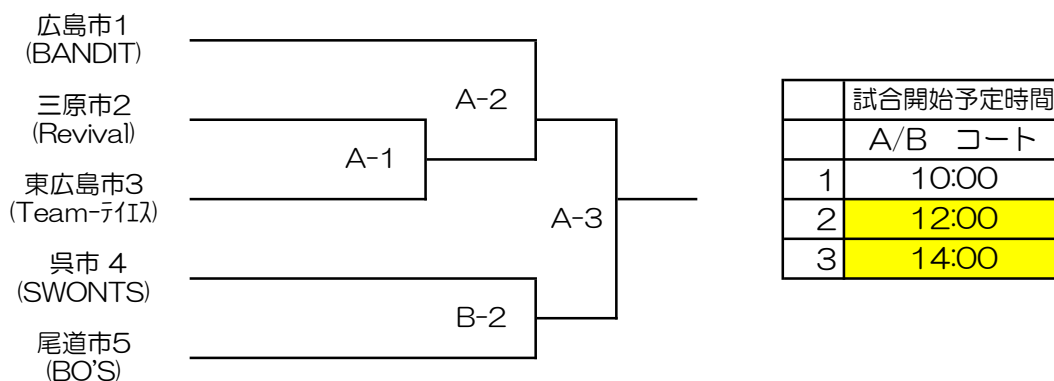 広島市1
(BANDIT)
三原市2
(Revival)
東広島市3
(Team-ﾃｲｴｽ)
呉市 4
(SWONTS)
尾道市5
(BO'S)
A-2
A-1
A-3
B-2
試合開始予定時間
A/B コート
1 10:00
2 12:00
3 14:00